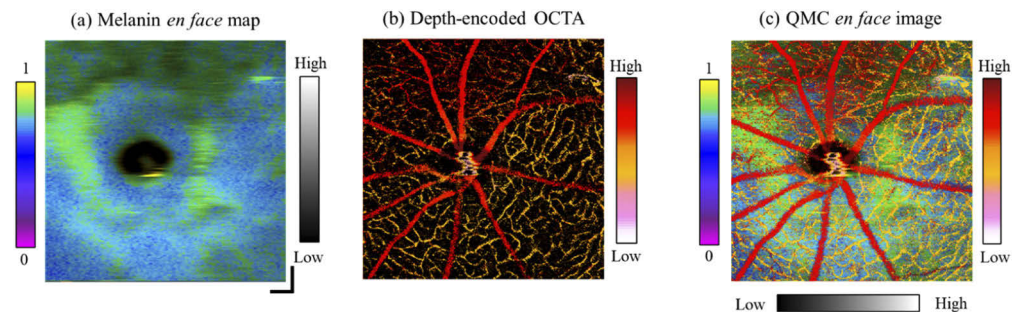 (a) Melanin en face map
(b) Depth-encoded OCTA
(c) QMC en face image
1
0
High
Low
High
Low
1
0
High
Low
Low
High